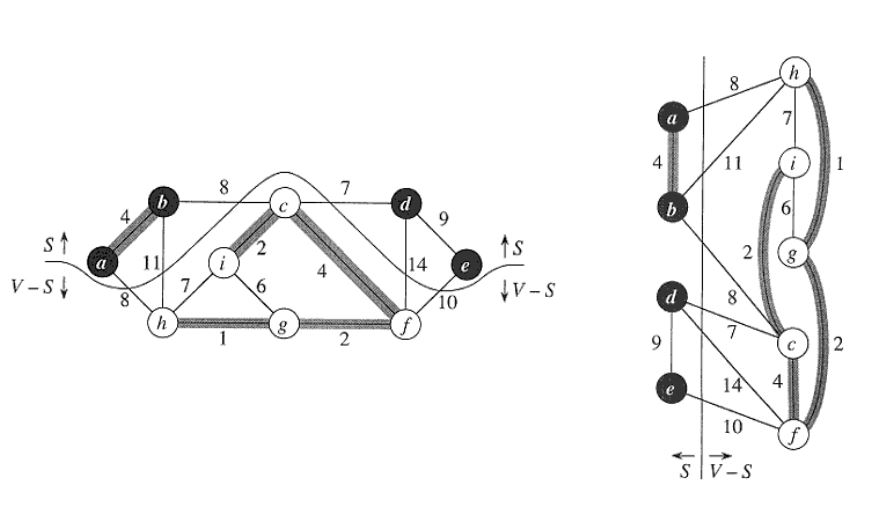 b 8 c 7 d
4 9
S ↑ a 11 i 2 4 14 e ↑ S
V – S ↓ 8 7 6 10 ↓ V – S
h 1 g 2 f
h
8
a 7
4 11 i 1
b 6
2 g
d 8
7 c
9 2
e 14 4
10 f
← →
S V – S